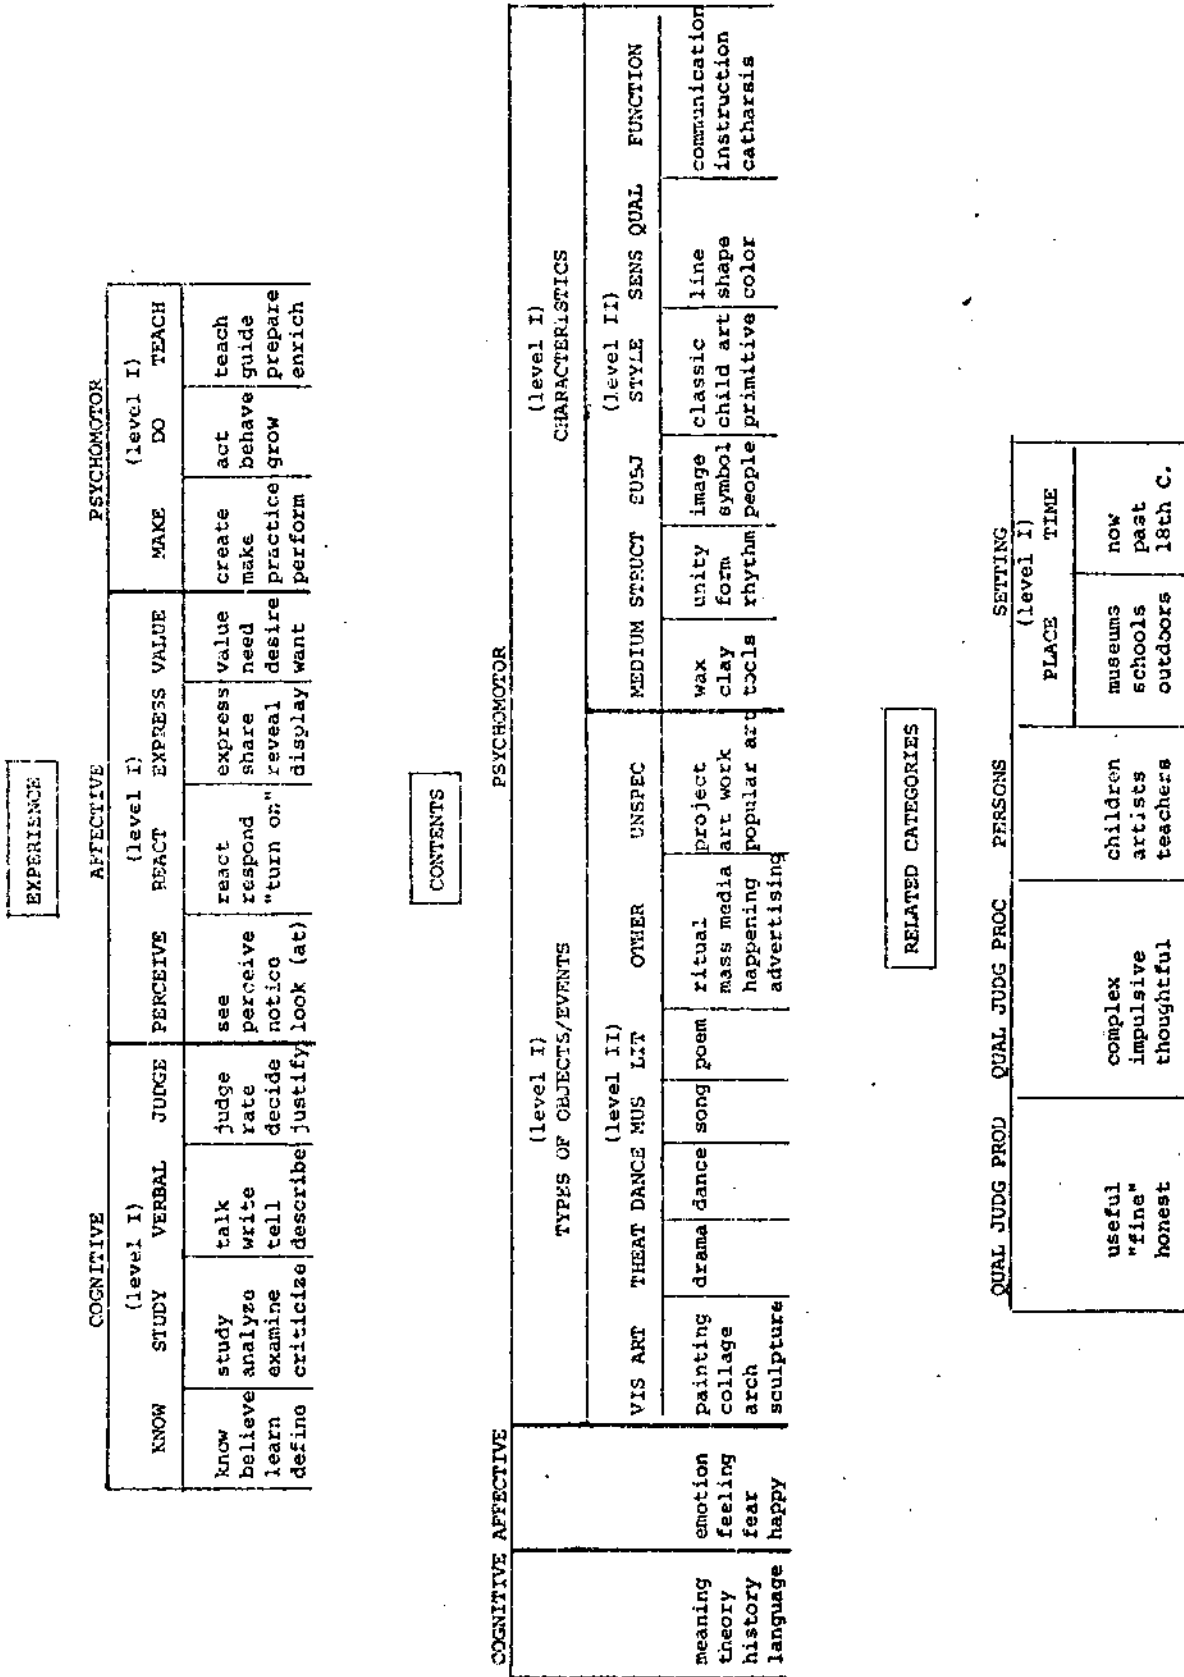 EXPERIENCE
COGNITIVE AFFECTIVE PSYCHOMOTOR
(level I) (level I) (level I)
KNOW STUDY VERBAL JUDGE PERCEIVE REACT EXPRESS VALUE MAKE DO TEACH
know study talk judge see react express value create act teach
believe analyze write rate perceive respond share need make behave guide
learn examine tell decide notice "turn on" reveal desire practice grow prepare
define criticize describe justify look (at) display want perform enrich
CONTENTS
COGNITIVE AFFECTIVE PSYCHOMOTOR
(level I) (level I)
TYPES OF OBJECTS/EVENTS CHARACTERISTICS
(level II) (level II)
VIS ART THEAT DANCE MUS LIT OTHER UNSPEC MEDIUM STRUCT SUBJ STYLE SENS QUAL FUNCTION
meaning emotion painting drama dance song poem ritual project wax unity image classic line communication
theory feeling collage mass media art work clay form symbol child art shape instruction
history fear arch happening popular art tools rhythm people primitive color catharsis
language happy sculpture advertising
RELATED CATEGORIES
QUAL JUDG PROD QUAL JUDG PROC PERSONS SETTING
(level I)
PLACE TIME
useful complex children museums now
"fine" impulsive artists schools past
honest thoughtful teachers outdoors 18th C.